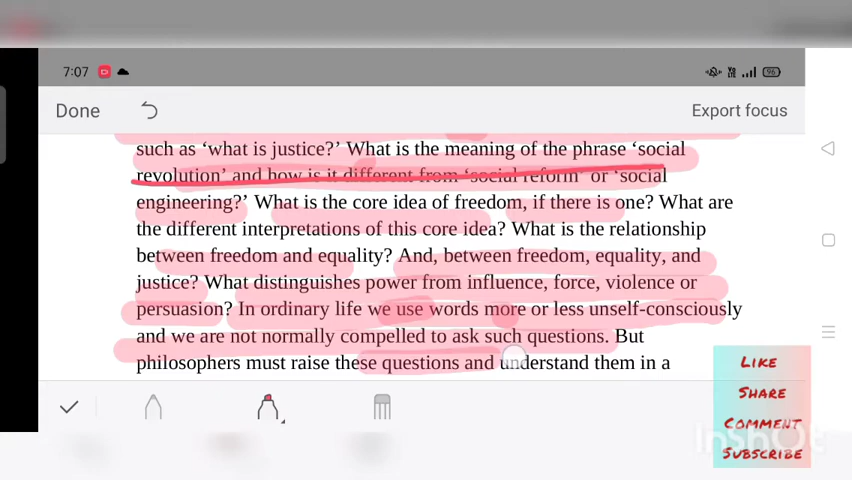 7:07
96
Done
Export focus
such as ‘what is justice?’ What is the meaning of the phrase ‘social
revolution’ and how is it different from ‘social reform’ or ‘social
engineering?’ What is the core idea of freedom, if there is one? What are
the different interpretations of this core idea? What is the relationship
between freedom and equality? And, between freedom, equality, and
justice? What distinguishes power from influence, force, violence or
persuasion? In ordinary life we use words more or less unself-consciously
and we are not normally compelled to ask such questions. But
philosophers must raise these questions and understand them in a
LIKE
SHARE
COMMENT
SUBSCRIBE
InShOt